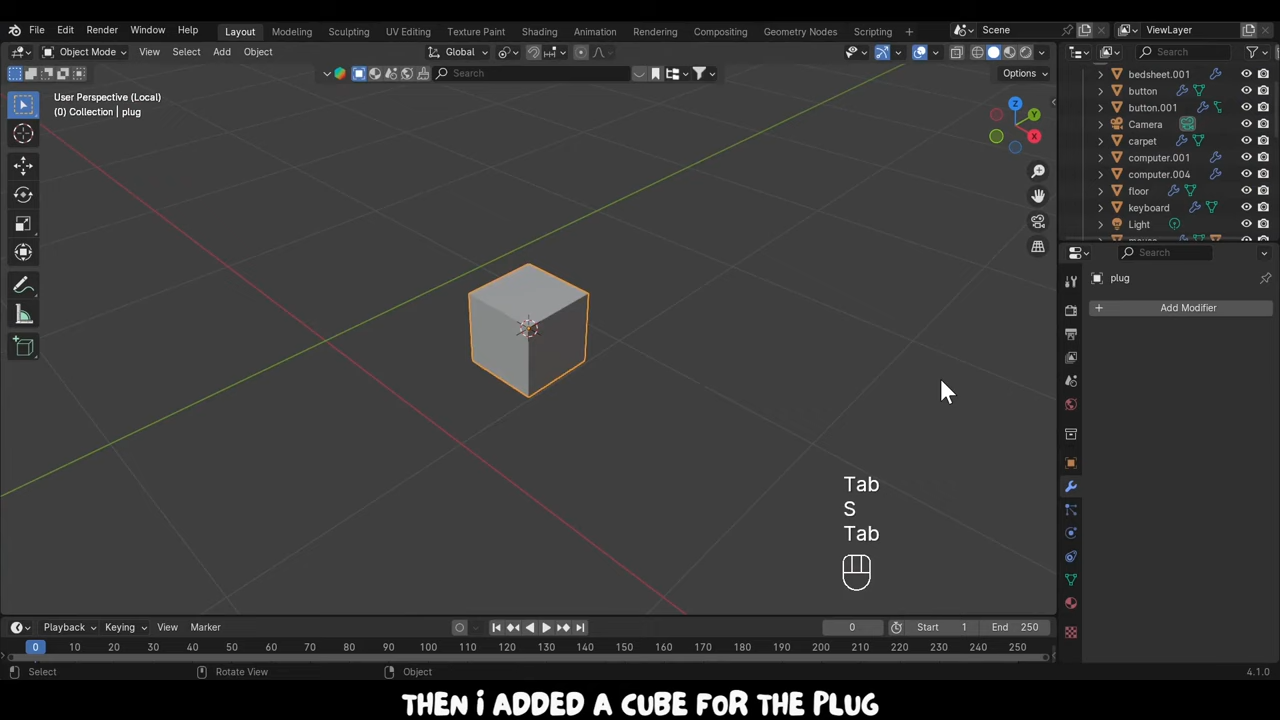 File Edit Render Window Help Layout Modeling Sculpting UV Editing Texture Paint Shading Animation Rendering Compositing Geometry Nodes Scripting + Scene ViewLayer
Object Mode View Select Add Object Global Search
Search Options
User Perspective (Local)
(0) Collection | plug
Z
Y
X
bedsheet.001
button
button.001
Camera
carpet
computer.001
computer.004
floor
keyboard
Light
Search
plug
+ Add Modifier
Tab
S
Tab
Playback Keying View Marker 0 Start 1 End 250
0 10 20 30 40 50 60 70 80 90 100 110 120 130 140 150 160 170 180 190 200 210 220 230 240 250
Select Rotate View Object 4.1.0
THEN i ADDED A CUBE FOR THE PLUG